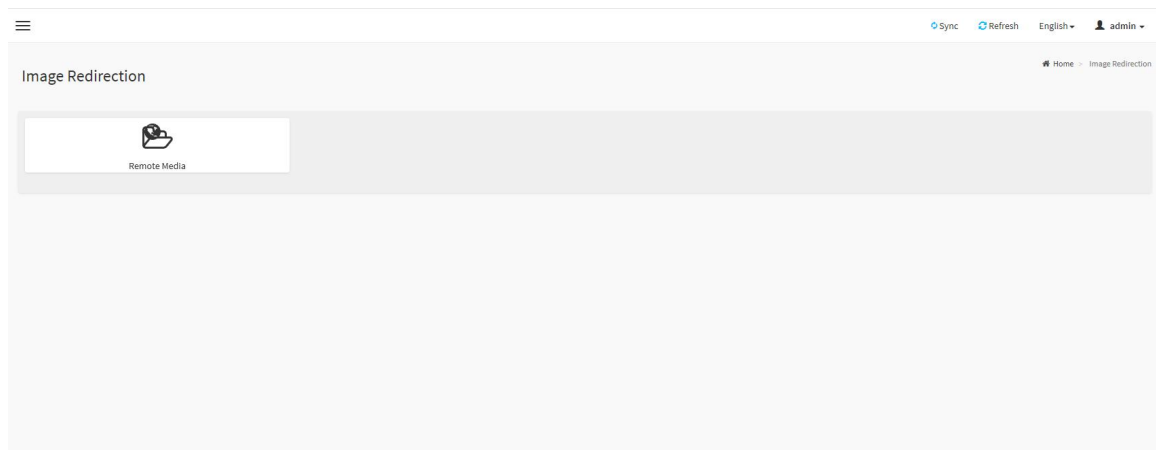 Sync Refresh English admin
Home > Image Redirection
Image Redirection
Remote Media